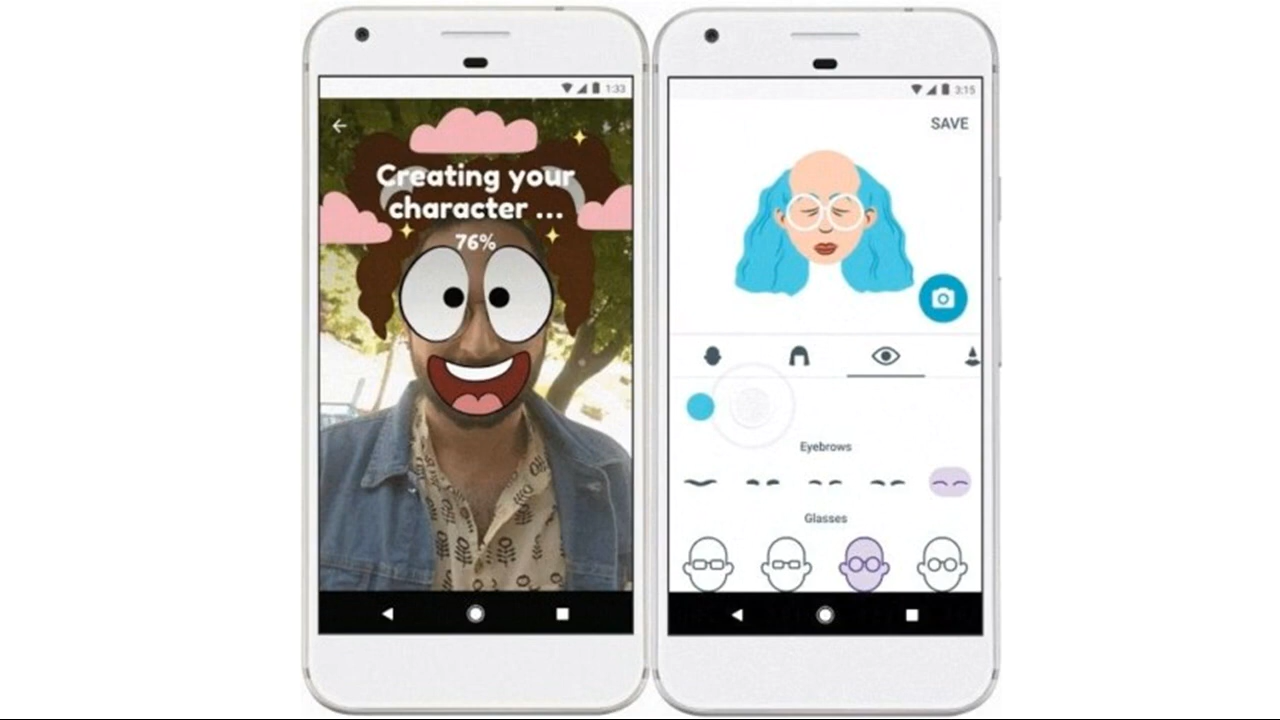 1:33
Creating your
character ...
76%
3:15
SAVE
Eyebrows
Glasses